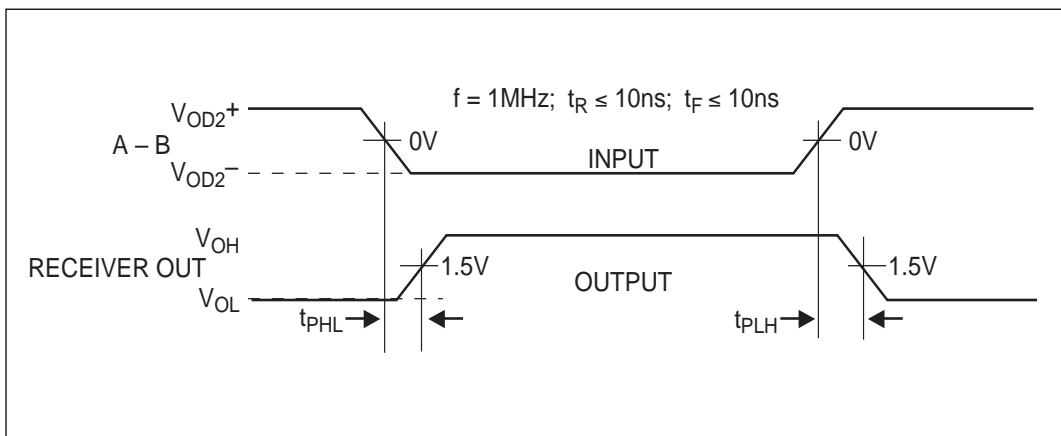 f = 1MHz; tR ≤ 10ns; tF ≤ 10ns
VOD2+
A – B
0V
0V
INPUT
VOD2–
VOH
RECEIVER OUT
1.5V
1.5V
OUTPUT
VOL
tPHL
tPLH